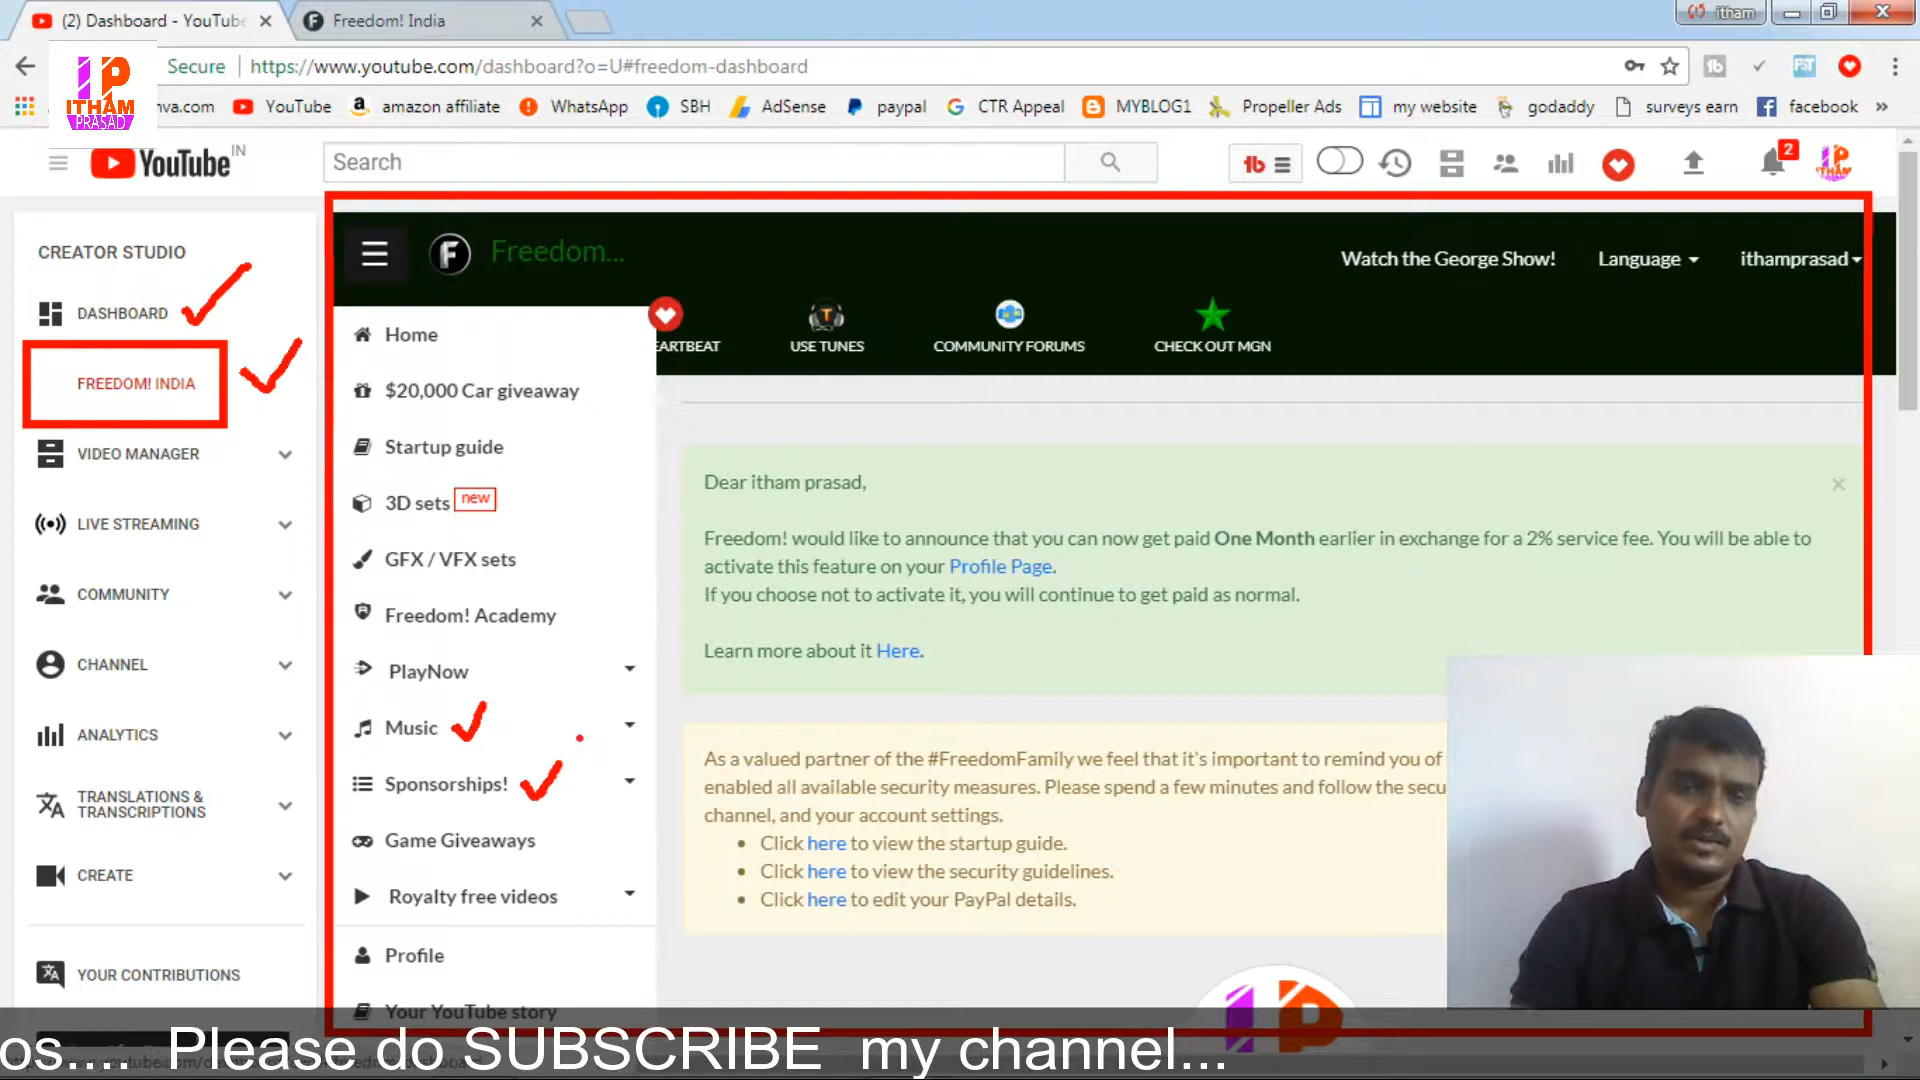 (2) Dashboard - YouTube
Freedom! India
itham
Secure
https://www.youtube.com/dashboard?o=U#freedom-dashboard
nva.com
YouTube
amazon affiliate
WhatsApp
SBH
AdSense
paypal
CTR Appeal
MYBLOG1
Propeller Ads
my website
godaddy
surveys earn
facebook
IP
ITHAM
PRASAD
YouTube IN
Search
2
CREATOR STUDIO
DASHBOARD
FREEDOM! INDIA
VIDEO MANAGER
LIVE STREAMING
COMMUNITY
CHANNEL
ANALYTICS
TRANSLATIONS &
TRANSCRIPTIONS
CREATE
YOUR CONTRIBUTIONS
Freedom...
Watch the George Show!
Language
ithamprasad
EARTBEAT
USE TUNES
COMMUNITY FORUMS
CHECK OUT MGN
Home
$20,000 Car giveaway
Startup guide
3D sets new
GFX / VFX sets
Freedom! Academy
PlayNow
Music
Sponsorships!
Game Giveaways
Royalty free videos
Profile
Your YouTube story
Dear itham prasad,
Freedom! would like to announce that you can now get paid One Month earlier in exchange for a 2% service fee. You will be able to
activate this feature on your Profile Page.
If you choose not to activate it, you will continue to get paid as normal.
Learn more about it Here.
As a valued partner of the #FreedomFamily we feel that it's important to remind you of
enabled all available security measures. Please spend a few minutes and follow the secu
channel, and your account settings.
Click here to view the startup guide.
Click here to view the security guidelines.
Click here to edit your PayPal details.
os.... Please do SUBSCRIBE my channel...